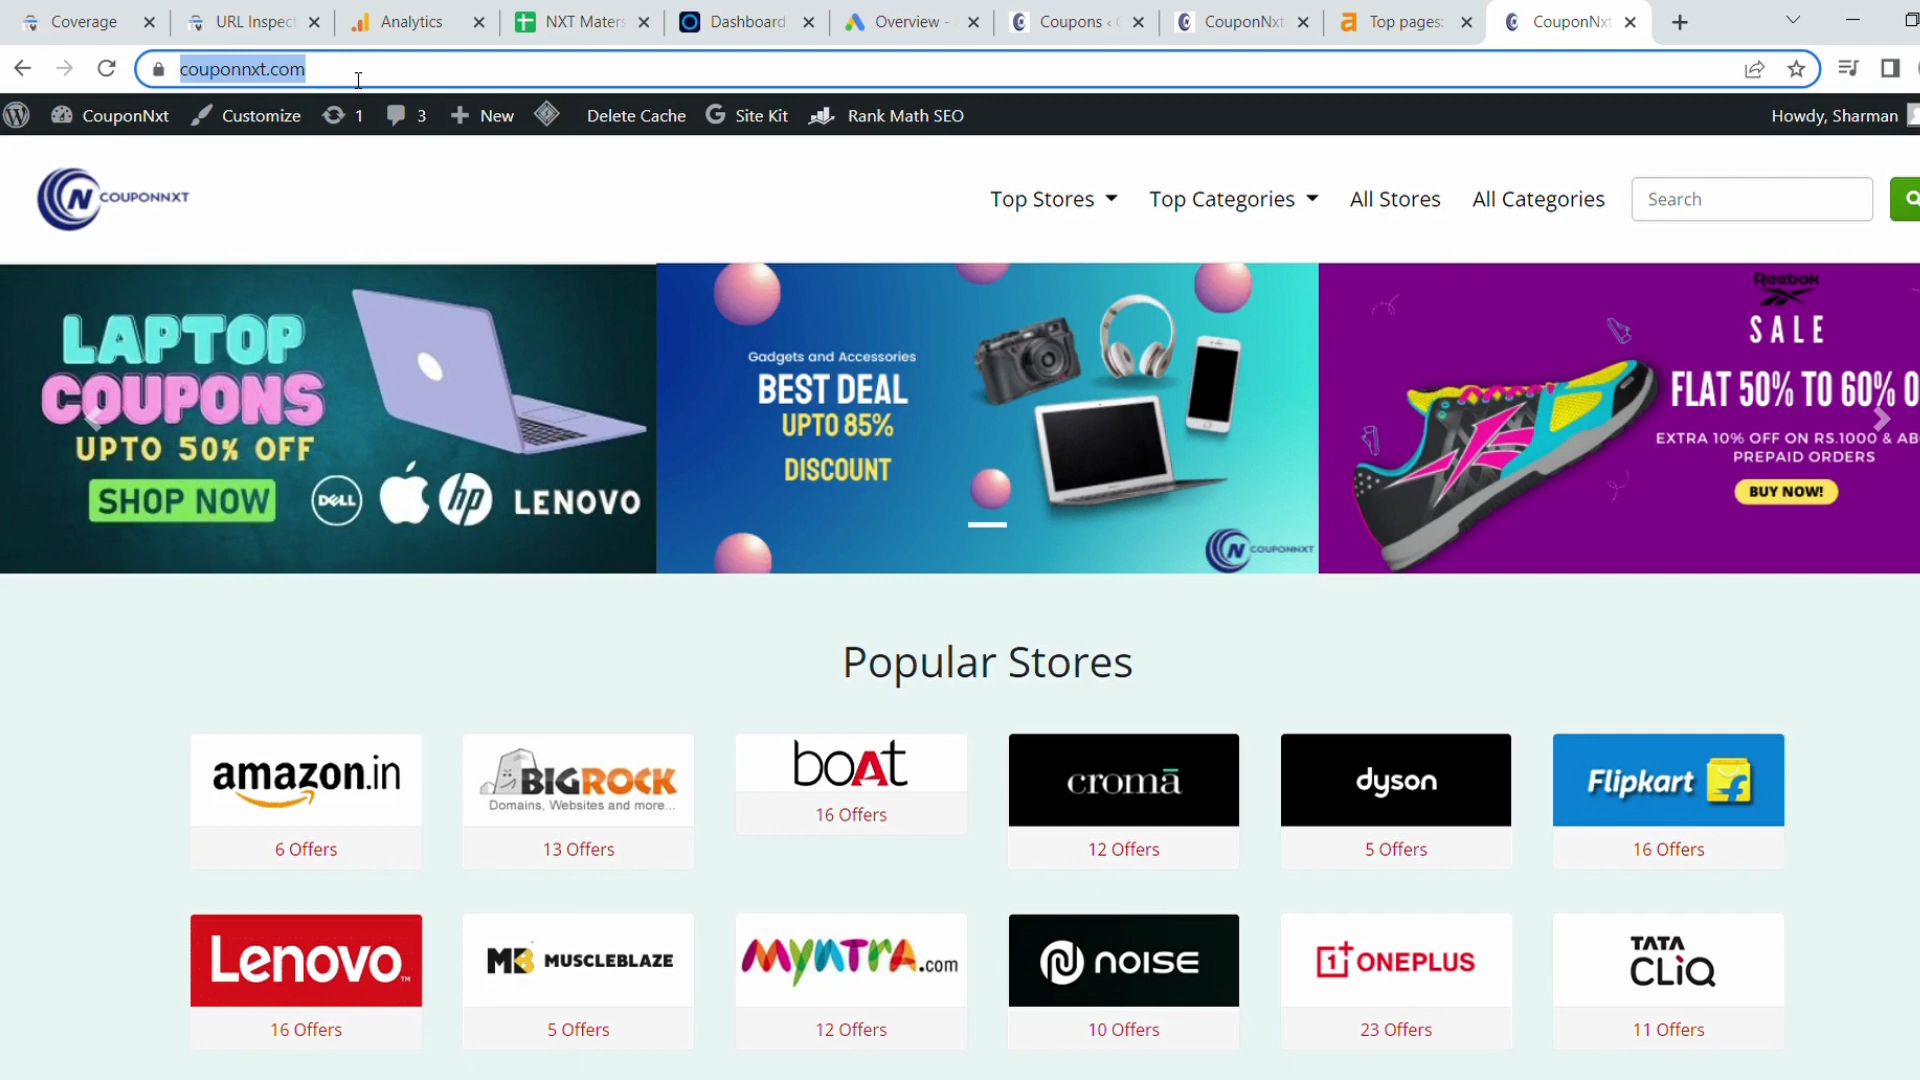 Coverage
URL Inspect
Analytics
NXT Maters
Dashboard
Overview -
Coupons ‹
CouponNxt
Top pages:
CouponNxt
couponnxt.com
CouponNxt
Customize
1
3
New
Delete Cache
G Site Kit
Rank Math SEO
Howdy, Sharman
N COUPONNXT
Top Stores
Top Categories
All Stores
All Categories
Search
LAPTOP
COUPONS
UPTO 50% OFF
SHOP NOW
DELL
hp
LENOVO
Gadgets and Accessories
BEST DEAL
UPTO 85%
DISCOUNT
N COUPONNXT
Reebok
SALE
FLAT 50% TO 60% O
EXTRA 10% OFF ON RS.1000 & AB
PREPAID ORDERS
BUY NOW!
Popular Stores
amazon.in
6 Offers
BIGROCK
Domains, Websites and more...
13 Offers
boAt
16 Offers
cromā
12 Offers
dyson
5 Offers
Flipkart
16 Offers
Lenovo
16 Offers
MB MUSCLEBLAZE
5 Offers
MYNTRA.com
12 Offers
NOISE
10 Offers
1+ ONEPLUS
23 Offers
TATA
CLiQ
11 Offers